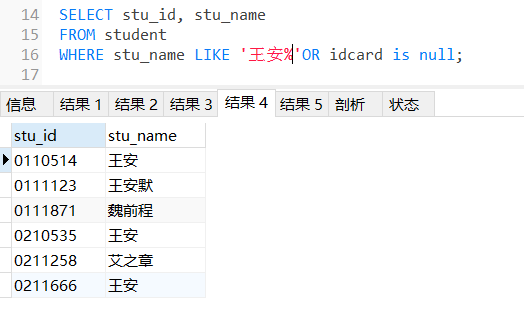 14 SELECT stu_id, stu_name
15 FROM student
16 WHERE stu_name LIKE '王安%'OR idcard is null;
17
信息 结果 1 结果 2 结果 3 结果 4 结果 5 剖析 状态
stu_id stu_name
0110514 王安
0111123 王安默
0111871 魏前程
0210535 王安
0211258 艾之章
0211666 王安